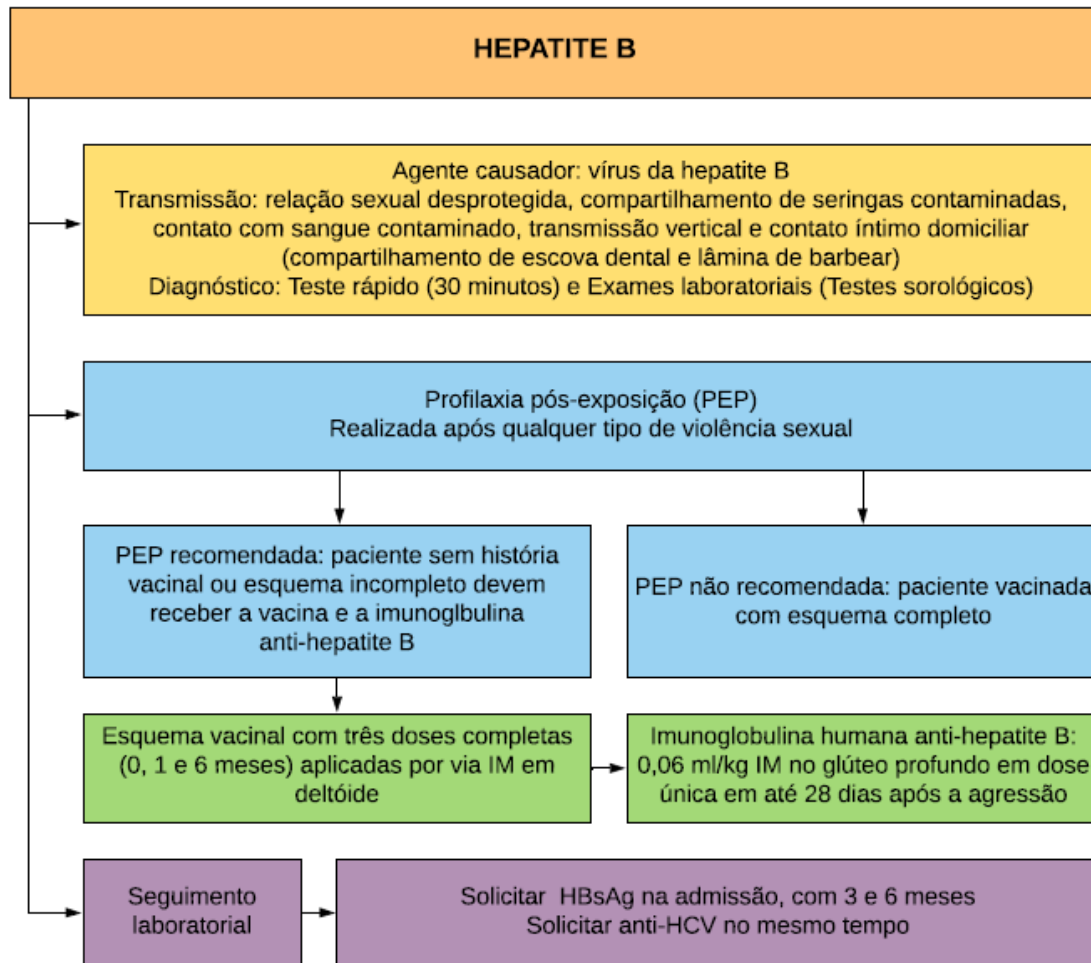 HEPATITE B
Agente causador: vírus da hepatite B
Transmissão: relação sexual desprotegida, compartilhamento de seringas contaminadas,
contato com sangue contaminado, transmissão vertical e contato íntimo domiciliar
(compartilhamento de escova dental e lâmina de barbear)
Diagnóstico: Teste rápido (30 minutos) e Exames laboratoriais (Testes sorológicos)
Profilaxia pós-exposição (PEP)
Realizada após qualquer tipo de violência sexual
PEP recomendada: paciente sem história
vacinal ou esquema incompleto devem
receber a vacina e a imunoglbulina
anti-hepatite B
PEP não recomendada: paciente vacinada
com esquema completo
Esquema vacinal com três doses completas
(0, 1 e 6 meses) aplicadas por via IM em
deltóide
Imunoglobulina humana anti-hepatite B:
0,06 ml/kg IM no glúteo profundo em dose
única em até 28 dias após a agressão
Seguimento
laboratorial
Solicitar HBsAg na admissão, com 3 e 6 meses
Solicitar anti-HCV no mesmo tempo